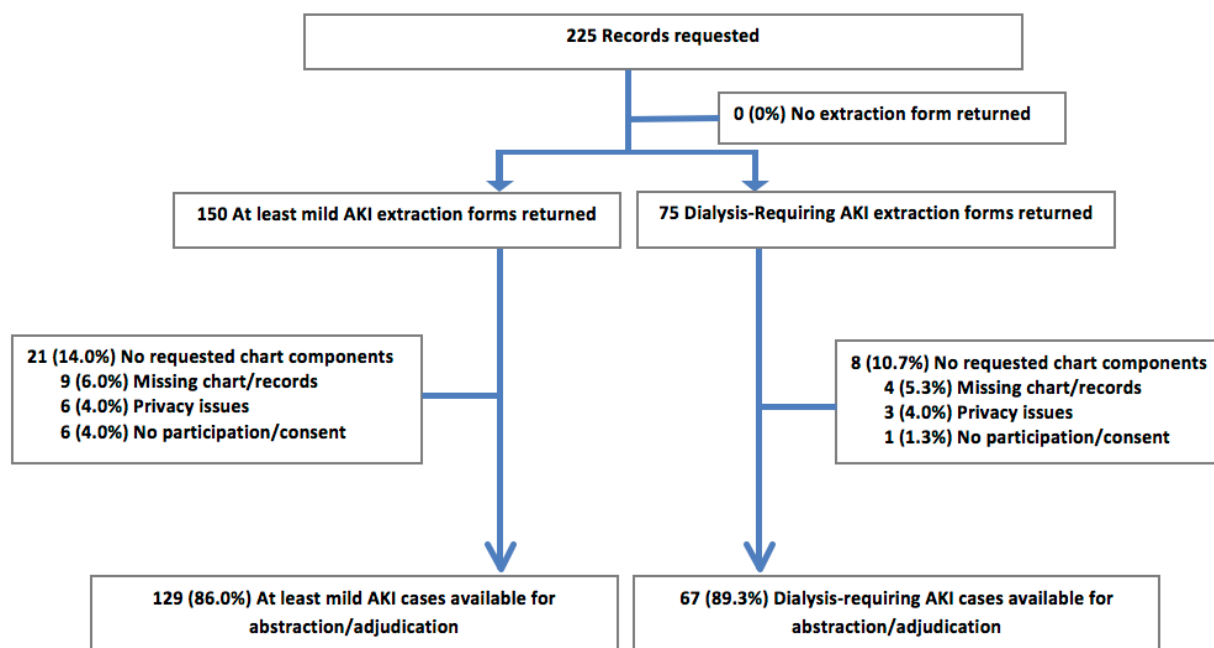 225 Records requested
0 (0%) No extraction form returned
150 At least mild AKI extraction forms returned
75 Dialysis-Requiring AKI extraction forms returned
21 (14.0%) No requested chart components
9 (6.0%) Missing chart/records
6 (4.0%) Privacy issues
6 (4.0%) No participation/consent
8 (10.7%) No requested chart components
4 (5.3%) Missing chart/records
3 (4.0%) Privacy issues
1 (1.3%) No participation/consent
129 (86.0%) At least mild AKI cases available for
abstraction/adjudication
67 (89.3%) Dialysis-requiring AKI cases available for
abstraction/adjudication